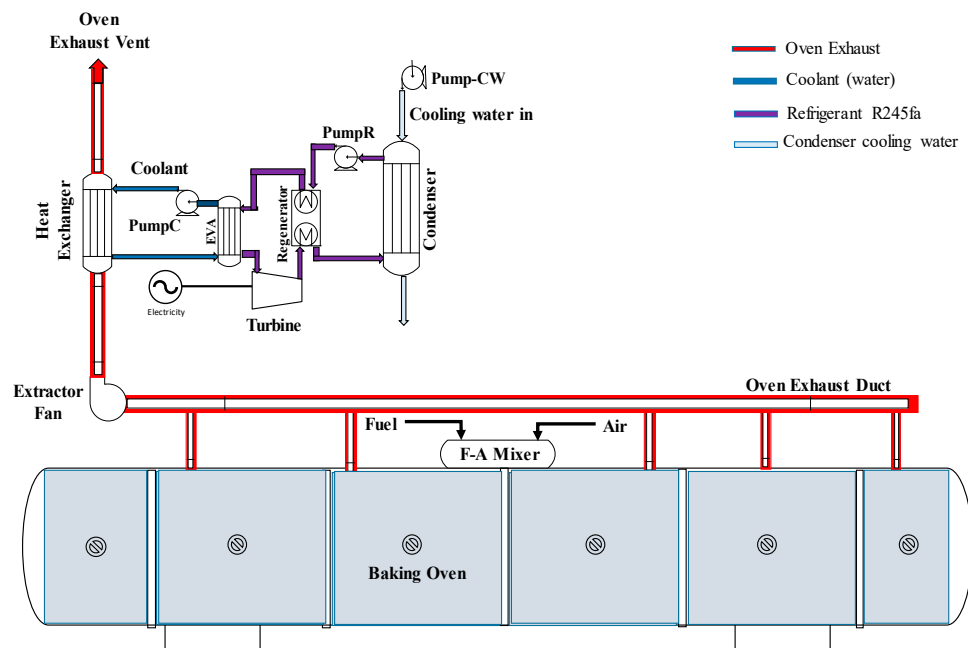 Oven
Exhaust Vent
Oven Exhaust
Coolant (water)
Refrigerant R245fa
Condenser cooling water
Pump-CW
Cooling water in
PumpR
Coolant
Heat
Exchanger
PumpC
EVA
Regenerator
Condenser
Electricity
Turbine
Extractor
Fan
Oven Exhaust Duct
Fuel
Air
F-A Mixer
Baking Oven